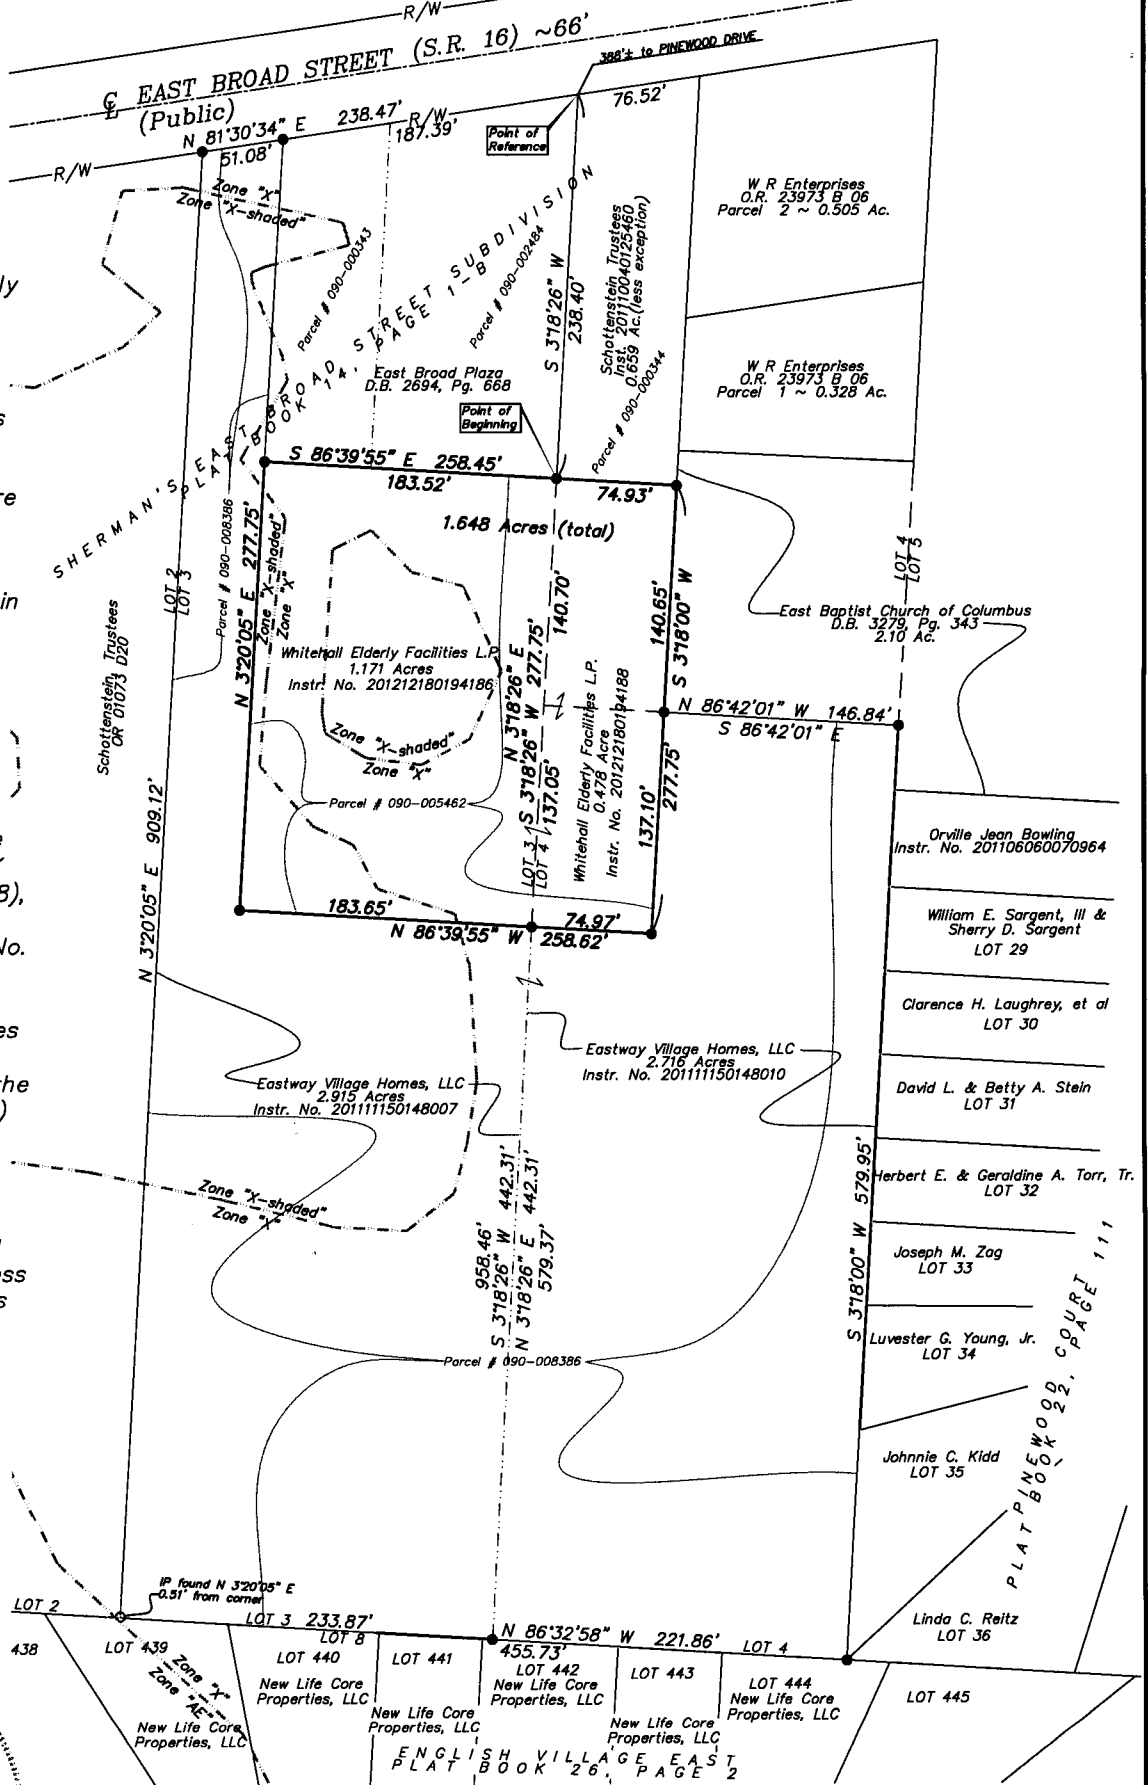 R/W
EAST BROAD STREET (S.R. 16) ~66'
(Public)
388'± to PINEWOOD DRIVE
N 81°30'34" E 238.47' R/W
R/W
51.08'
187.39'
76.52'
Point of
Reference
Zone "X"
Zone "X-shaded"
W R Enterprises
O.R. 23973 B 06
Parcel 2 ~ 0.505 Ac.
W R Enterprises
O.R. 23973 B 06
Parcel 1 ~ 0.328 Ac.
Parcel # 090-000343
Parcel # 090-002484
SHERMAN'S EAST BROAD STREET SUBDIVISION
PLAT BOOK 14, PAGE 1-B
S 3°18'26" W
238.40'
Schottenstein Trustees
Inst. 201110040125460
0.659 Ac.(less exception)
Parcel # 090-000344
East Broad Plaza
D.B. 2694, Pg. 668
Point of
Beginning
S 86°39'55" E 258.45'
183.52'
74.93'
1.648 Acres (total)
ly
s
re
in
LOT 2
LOT 3
Parcel # 090-008386
N 3°20'05" E 277.75'
Zone "X-shaded"
Zone "X"
Schottenstein, Trustees
OR 01073 D20
Whitehall Elderly Facilities L.P.
1.171 Acres
Instr. No. 201212180194186
Zone "X-shaded"
Zone "X"
N 3°18'26" E
S 3°18'26" W 277.75'
140.70'
137.05'
LOT 3
LOT 4
Whitehall Elderly Facilities L.P.
0.478 Acre
Instr. No. 201212180194188
140.65'
S 3°18'00" W
137.10'
277.75'
LOT 4
LOT 5
East Baptist Church of Columbus
D.B. 3279, Pg. 343
2.10 Ac.
N 86°42'01" W 146.84'
S 86°42'01" E
Parcel # 090-005462
N 3°20'05" E 909.12'
183.65'
74.97'
N 86°39'55" W 258.62'
B),
No.
es
the
)
ess
s
Orville Jean Bowling
Instr. No. 201106060070964
William E. Sargent, III &
Sherry D. Sargent
LOT 29
Clarence H. Laughrey, et al
LOT 30
David L. & Betty A. Stein
LOT 31
Herbert E. & Geraldine A. Torr, Tr.
LOT 32
Joseph M. Zag
LOT 33
Luvester G. Young, Jr.
LOT 34
Johnnie C. Kidd
LOT 35
Linda C. Reitz
LOT 36
PINEWOOD COURT
PLAT BOOK 22, PAGE 111
Eastway Village Homes, LLC
2.716 Acres
Instr. No. 201111150148010
Eastway Village Homes, LLC
2.915 Acres
Instr. No. 201111150148007
Zone "X-shaded"
Zone "X"
958.46'
S 3°18'26" W 442.31'
N 3°18'26" E 442.31'
579.37'
S 3°18'00" W 579.95'
Parcel # 090-008386
IP found N 3°20'05" E
0.51' from corner
LOT 2
LOT 3 233.87'
LOT 8
N 86°32'58" W 221.86'
455.73'
LOT 4
438
LOT 439
Zone "X"
Zone "AE"
New Life Core
Properties, LLC
LOT 440
New Life Core
Properties, LLC
LOT 441
New Life Core
Properties, LLC
LOT 442
New Life Core
Properties, LLC
LOT 443
New Life Core
Properties, LLC
LOT 444
New Life Core
Properties, LLC
LOT 445
ENGLISH VILLAGE EAST
PLAT BOOK 26, PAGE 2